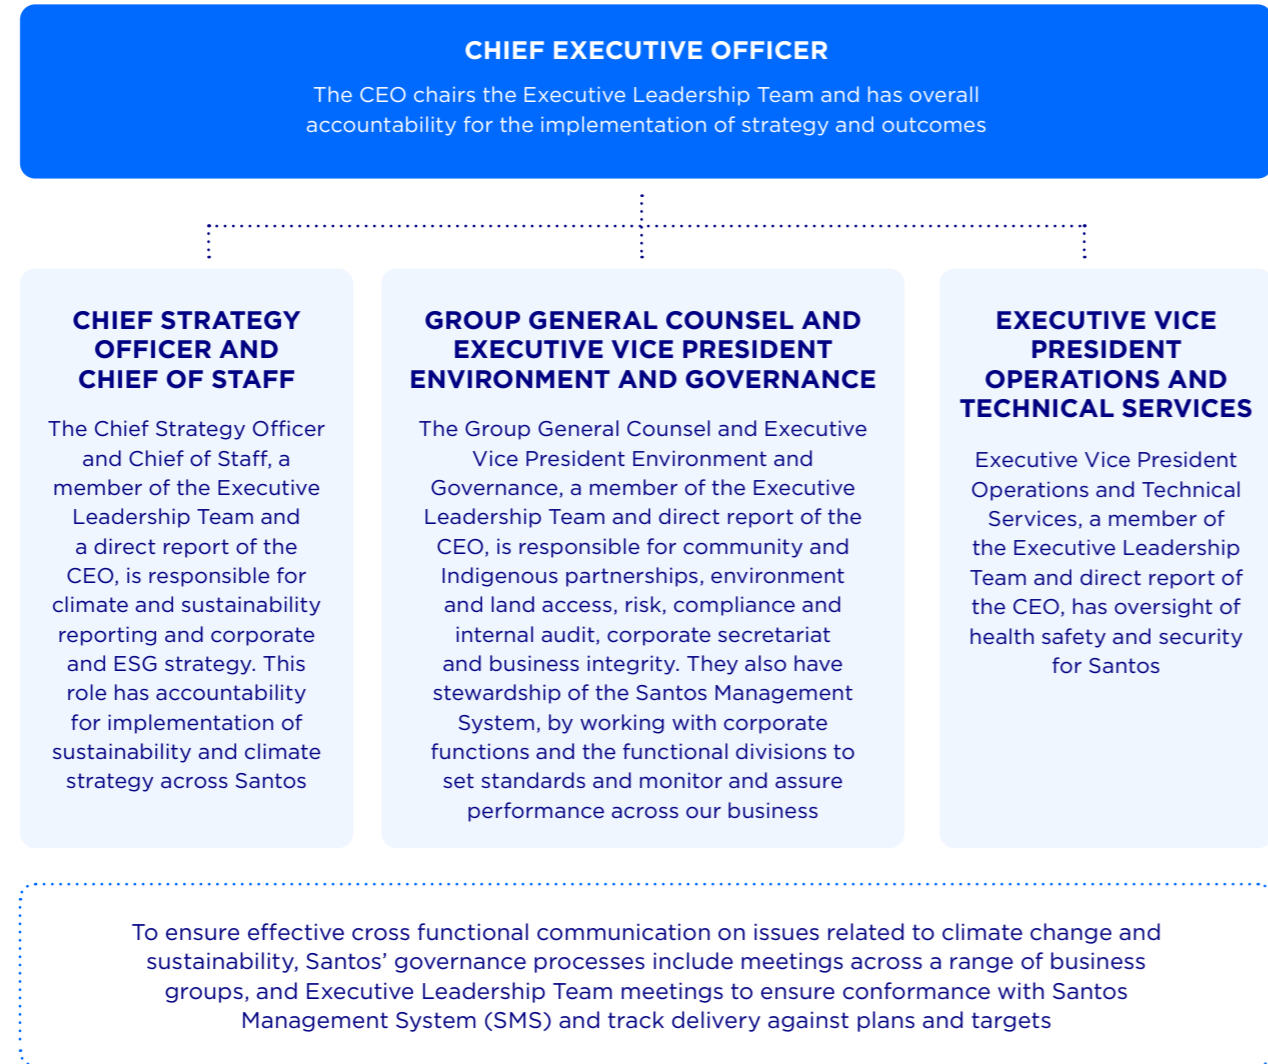 CHIEF EXECUTIVE OFFICER
The CEO chairs the Executive Leadership Team and has overall
accountability for the implementation of strategy and outcomes
CHIEF STRATEGY
OFFICER AND
CHIEF OF STAFF
The Chief Strategy Officer
and Chief of Staff, a
member of the Executive
Leadership Team and
a direct report of the
CEO, is responsible for
climate and sustainability
reporting and corporate
and ESG strategy. This
role has accountability
for implementation of
sustainability and climate
strategy across Santos
GROUP GENERAL COUNSEL AND
EXECUTIVE VICE PRESIDENT
ENVIRONMENT AND GOVERNANCE
The Group General Counsel and Executive
Vice President Environment and
Governance, a member of the Executive
Leadership Team and direct report of the
CEO, is responsible for community and
Indigenous partnerships, environment
and land access, risk, compliance and
internal audit, corporate secretariat
and business integrity. They also have
stewardship of the Santos Management
System, by working with corporate
functions and the functional divisions to
set standards and monitor and assure
performance across our business
EXECUTIVE VICE
PRESIDENT
OPERATIONS AND
TECHNICAL SERVICES
Executive Vice President
Operations and Technical
Services, a member of
the Executive Leadership
Team and direct report of
the CEO, has oversight of
health safety and security
for Santos
To ensure effective cross functional communication on issues related to climate change and
sustainability, Santos’ governance processes include meetings across a range of business
groups, and Executive Leadership Team meetings to ensure conformance with Santos
Management System (SMS) and track delivery against plans and targets